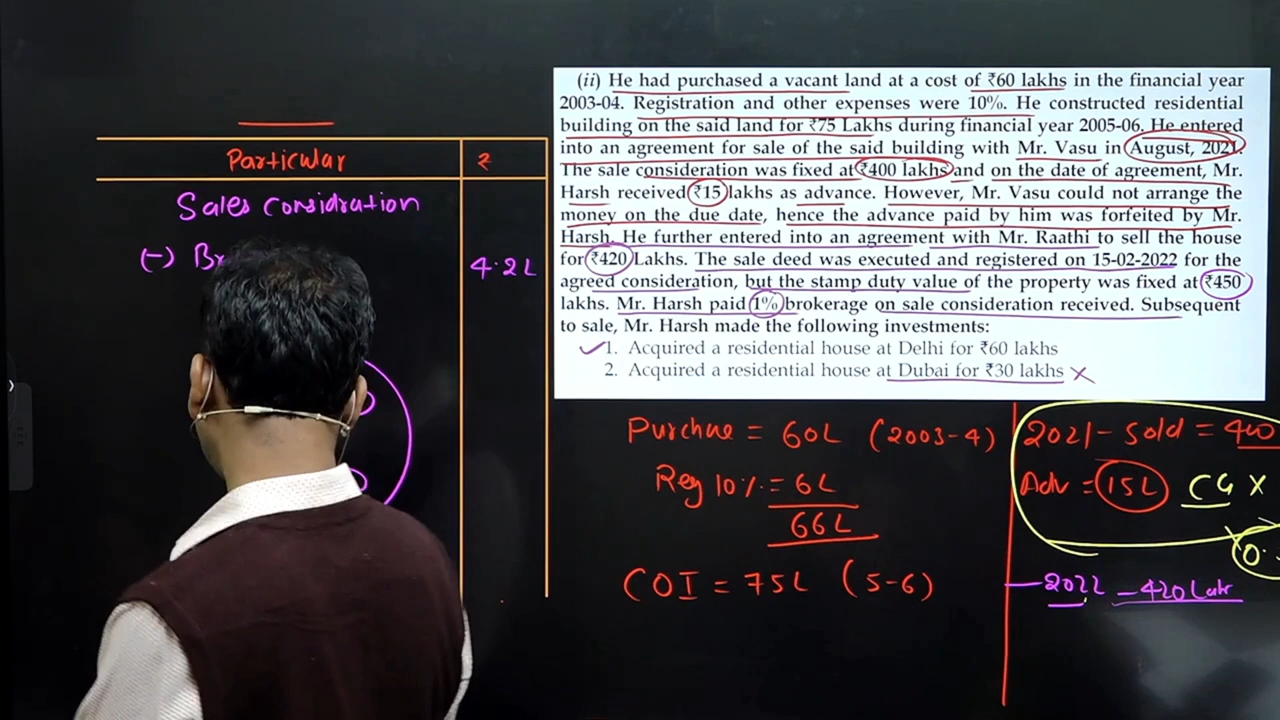 (ii) He had purchased a vacant land at a cost of ₹60 lakhs in the financial year
2003-04. Registration and other expenses were 10%. He constructed residential
building on the said land for ₹75 Lakhs during financial year 2005-06. He entered
into an agreement for sale of the said building with Mr. Vasu in August, 2021.
The sale consideration was fixed at ₹400 lakhs and on the date of agreement, Mr.
Harsh received ₹15 lakhs as advance. However, Mr. Vasu could not arrange the
money on the due date, hence the advance paid by him was forfeited by Mr.
Harsh. He further entered into an agreement with Mr. Raathi to sell the house
for ₹420 Lakhs. The sale deed was executed and registered on 15-02-2022 for the
agreed consideration, but the stamp duty value of the property was fixed at ₹450
lakhs. Mr. Harsh paid 1% brokerage on sale consideration received. Subsequent
to sale, Mr. Harsh made the following investments:
1. Acquired a residential house at Delhi for ₹60 lakhs
2. Acquired a residential house at Dubai for ₹30 lakhs ×
Particular ₹
Sales Considration
(-) Br
4.2L
Purchae = 60L (2003-4)
Reg 10% = 6L
66L
COI = 75L (5-6)
2021 - Sold = 400
Adv = 15L CG X
2022 - 420 Lakh